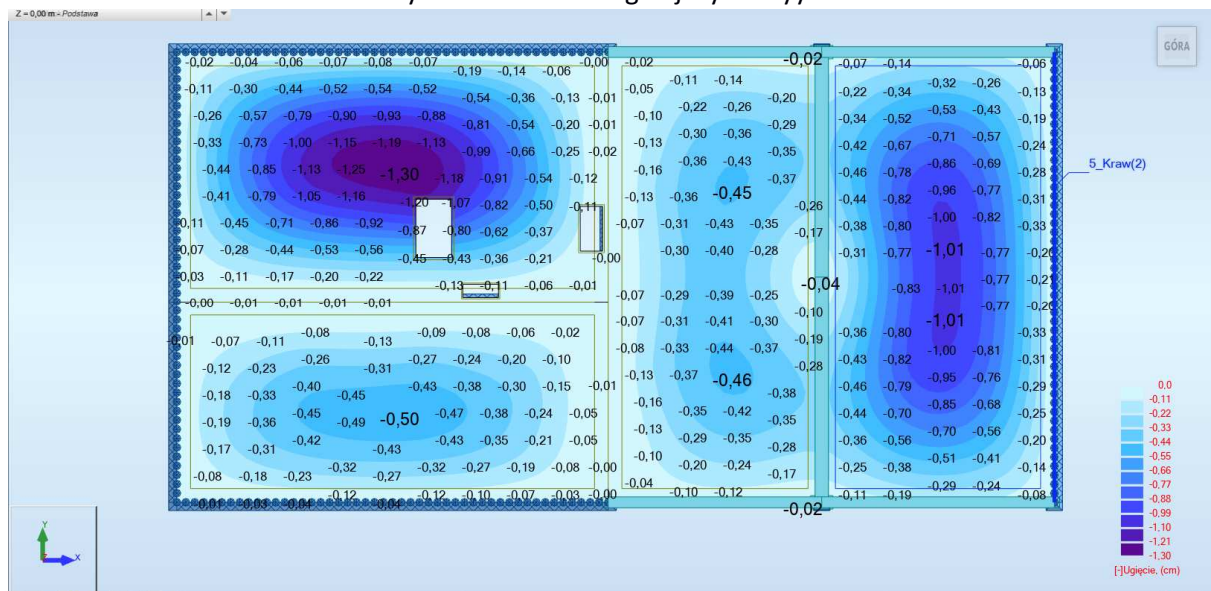 Z = 0,00 m - Podstawa
GÓRA
-0,02 -0,04 -0,06 -0,07 -0,08 -0,07 -0,19 -0,14 -0,06 -0,00 -0,02 -0,02 -0,07 -0,14 -0,06
-0,11 -0,30 -0,44 -0,52 -0,54 -0,52 -0,54 -0,36 -0,13 -0,01 -0,05 -0,11 -0,14 -0,20 -0,22 -0,34 -0,32 -0,26 -0,13
-0,26 -0,57 -0,79 -0,90 -0,93 -0,88 -0,81 -0,54 -0,20 -0,01 -0,10 -0,22 -0,26 -0,29 -0,34 -0,52 -0,53 -0,43 -0,19
-0,33 -0,73 -1,00 -1,15 -1,19 -1,13 -0,99 -0,66 -0,25 -0,02 -0,13 -0,30 -0,36 -0,35 -0,42 -0,67 -0,71 -0,57 -0,24
-0,44 -0,85 -1,13 -1,25 -1,30 -1,18 -0,91 -0,54 -0,12 -0,16 -0,36 -0,43 -0,37 -0,46 -0,78 -0,86 -0,69 -0,28
5_Kraw(2)
-0,41 -0,79 -1,05 -1,16 -1,20 -1,07 -0,82 -0,50 -0,11 -0,13 -0,36 -0,45 -0,26 -0,44 -0,82 -0,96 -0,77 -0,31
-0,11 -0,45 -0,71 -0,86 -0,92 -0,87 -0,80 -0,62 -0,37 -0,07 -0,31 -0,43 -0,35 -0,17 -0,38 -0,80 -1,00 -0,82 -0,33
-0,07 -0,28 -0,44 -0,53 -0,56 -0,45 -0,43 -0,36 -0,21 -0,00 -0,30 -0,40 -0,28 -0,31 -0,77 -1,01 -0,77 -0,20
-0,03 -0,11 -0,17 -0,20 -0,22 -0,13 -0,11 -0,06 -0,01 -0,04 -0,83 -1,01 -0,77 -0,21
-0,00 -0,01 -0,01 -0,01 -0,01 -0,07 -0,29 -0,39 -0,25 -0,10 -0,77 -0,20
-0,01 -0,07 -0,11 -0,08 -0,13 -0,09 -0,08 -0,06 -0,02 -0,07 -0,31 -0,41 -0,30 -0,19 -0,36 -0,80 -1,01 -0,33
-0,12 -0,23 -0,26 -0,31 -0,27 -0,24 -0,20 -0,10 -0,08 -0,33 -0,44 -0,37 -0,28 -0,43 -0,82 -1,00 -0,81 -0,31
-0,18 -0,33 -0,40 -0,45 -0,43 -0,38 -0,30 -0,15 -0,01 -0,13 -0,37 -0,46 -0,38 -0,46 -0,79 -0,95 -0,76 -0,29
-0,19 -0,36 -0,45 -0,49 -0,50 -0,47 -0,38 -0,24 -0,05 -0,16 -0,35 -0,42 -0,35 -0,44 -0,70 -0,85 -0,68 -0,25
-0,17 -0,31 -0,42 -0,43 -0,43 -0,35 -0,21 -0,05 -0,13 -0,29 -0,35 -0,28 -0,36 -0,56 -0,70 -0,56 -0,20
-0,08 -0,18 -0,23 -0,32 -0,27 -0,32 -0,27 -0,19 -0,08 -0,00 -0,10 -0,20 -0,24 -0,17 -0,25 -0,38 -0,51 -0,41 -0,14
-0,01 -0,03 -0,04 -0,12 -0,04 -0,12 -0,10 -0,07 -0,03 -0,00 -0,04 -0,10 -0,12 -0,02 -0,11 -0,19 -0,29 -0,24 -0,08
0,0
-0,11
-0,22
-0,33
-0,44
-0,55
-0,66
-0,77
-0,88
-0,99
-1,10
-1,21
-1,30
[-]Ugięcie, (cm)
Y
Z
X